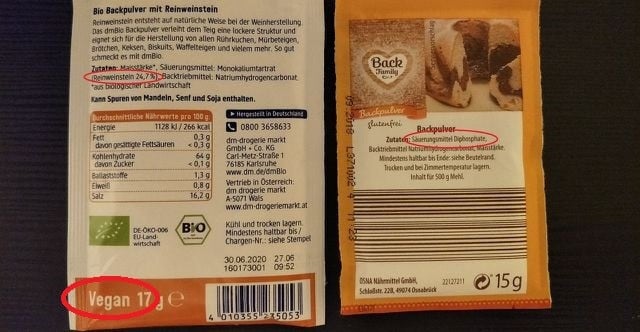 Bio Backpulver mit Reinweinstein
Reinweinstein entsteht auf natürliche Weise bei der Weinherstellung.
Das dmBio Backpulver verleiht dem Teig eine lockere Struktur und
eignet sich für die Herstellung von allen Rührkuchen, Mürbeteigen,
Brötchen, Keksen, Biskuits, Waffelteigen und vielem mehr. So gut
schmeckt es mit dmBio.
Zutaten: Maisstärke*, Säuerungsmittel: Monokaliumtartrat
(Reinweinstein 24,7%), Backtriebmittel: Natriumhydrogencarbonat.
*aus biologischer Landwirtschaft
Kann Spuren von Mandeln, Senf und Soja enthalten.
Durchschnittliche Nährwerte pro 100 g
Energie 1128 kJ / 266 kcal
Fett 0,3 g
davon gesättigte Fettsäuren < 0,3 g
Kohlenhydrate 64 g
davon Zucker < 0,1 g
Ballaststoffe 1,3 g
Eiweiß 0,8 g
Salz 16,2 g
Hergestellt in Deutschland
0800 3658633
dm-drogerie markt
GmbH + Co. KG
Carl-Metz-Straße 1
76185 Karlsruhe
www.dm.de/dmBio
Vertrieb in Österreich:
dm drogerie markt
A-5071 Wals
www.dm-drogeriemarkt.at
DE-ÖKO-006
EU-Land-
wirtschaft
BIO
Kühl und trocken lagern.
Mindestens haltbar bis /
Chargen-Nr.: siehe Stempel
30.06.2020 27.06
160173001 09:52
Vegan 17 g e
4 010355 235053
Back
Family
Backpulver
glutenfrei
Backpulver
Zutaten: Säuerungsmittel Diphosphate,
Backtriebmittel Natriumhydrogencarbonat, Maisstärke.
Mindestens haltbar bis Ende: siehe Beutelrand.
Trocken und bei Zimmertemperatur lagern.
Inhalt für 500 g Mehl.
OSNA Nährmittel GmbH,
Schloßstr. 22B, 49074 Osnabrück
22127211
15 g